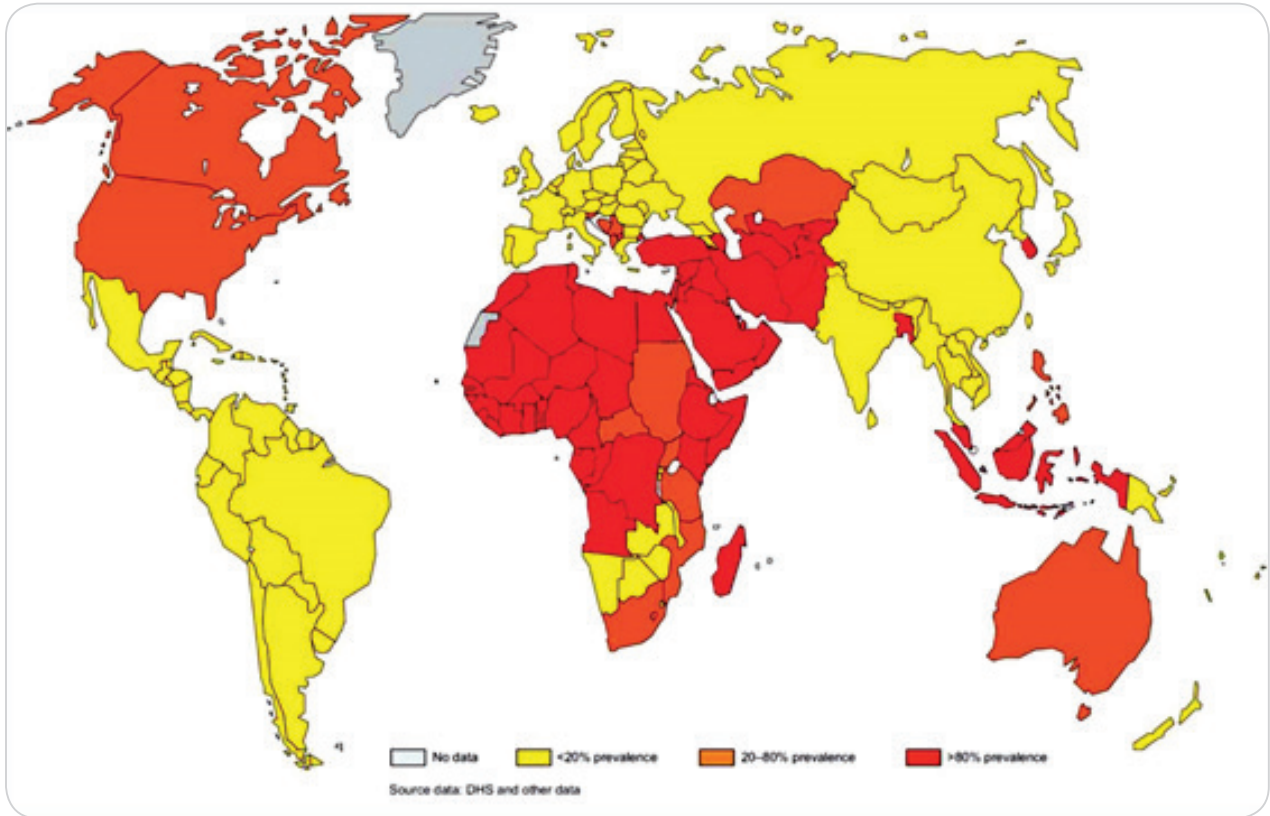 No data <20% prevalence 20–80% prevalence >80% prevalence
Source data: DHS and other data